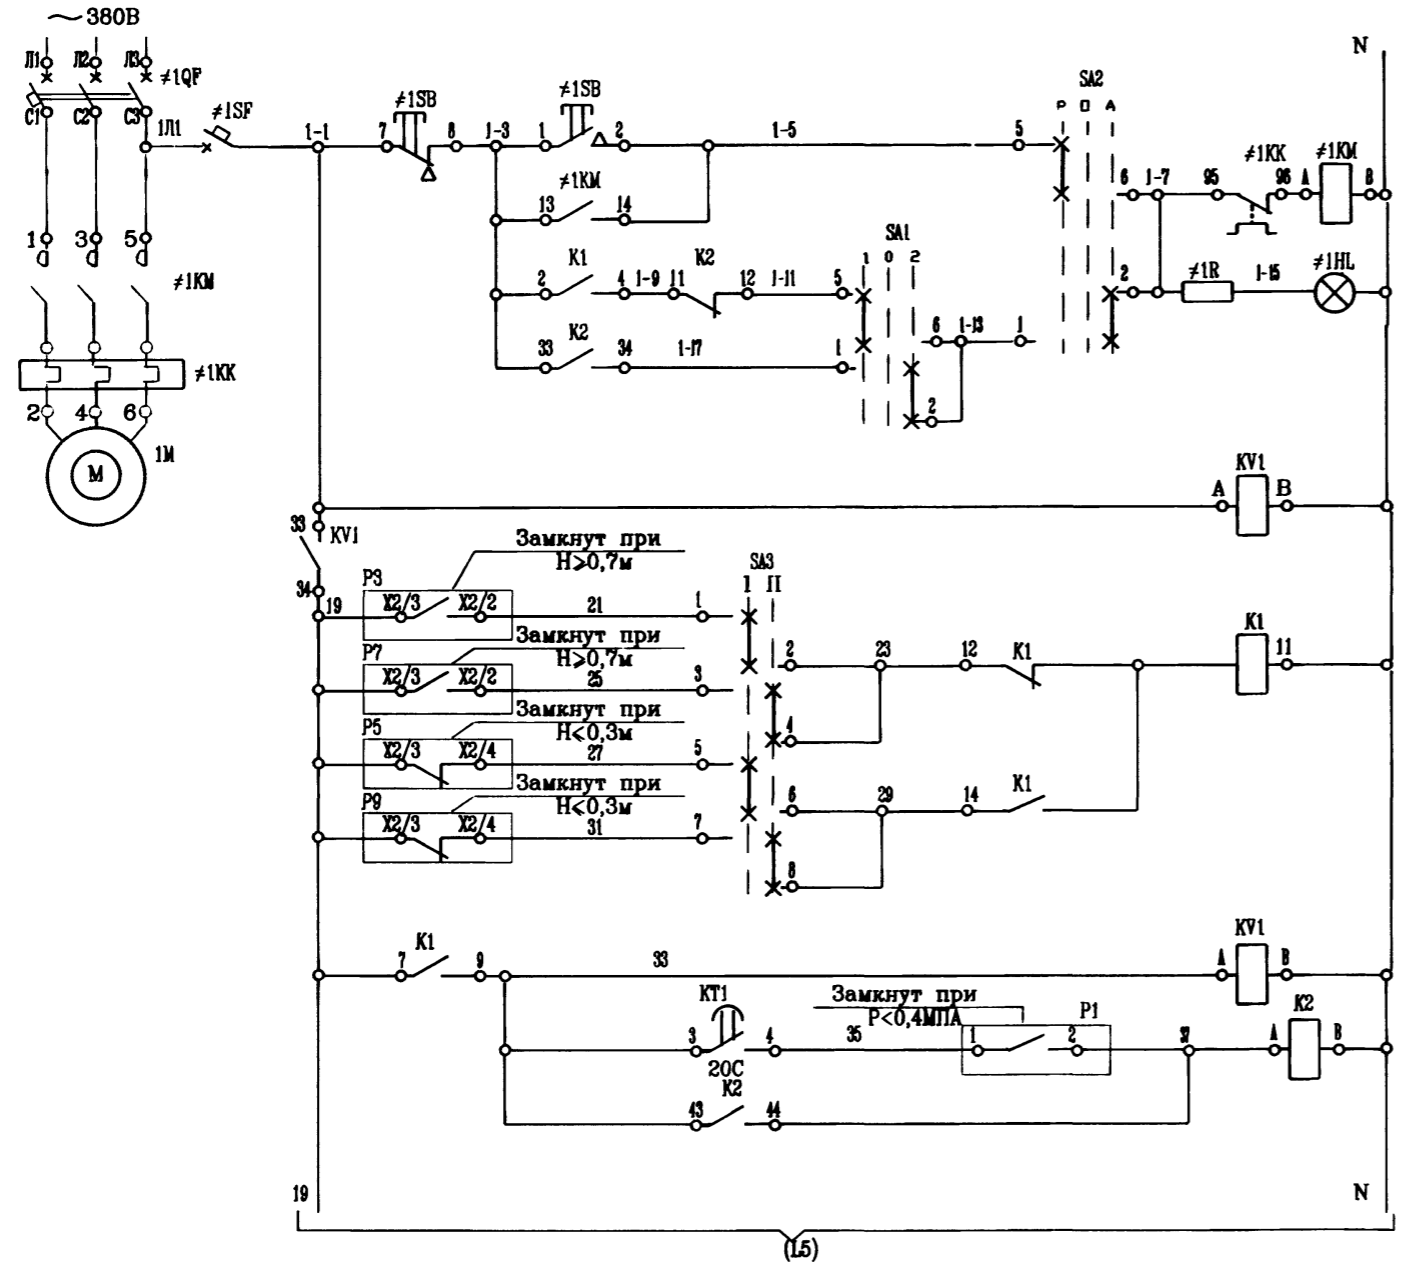 ~380В
Л1 Л2 Л3 ≠1QF
С1 С2 С3
1Л1 ≠1SF 1-1
7 ≠1SB 8 1-3 1 ≠1SB 2 1-5 5
SA2
Р 0 А
N
≠1KM
13 14
6 1-7 95 ≠1KK 96 А ≠1KM В
К1 К2 SA1
1 0 2
2 4 1-9 11 12 1-11 5
2 ≠1R 1-15 ≠1HL
6 1-13 1
К2
33 34 1-17 1
2
1 3 5
≠1KM
≠1KK
2 4 6
М 1М
А KV1 В
33 KV1
34
19
Замкнут при
Н⩾0,7м
Р3
Х2/3 Х2/2 21 1
SA3
I II
Замкнут при
Н⩾0,7м
Р7
Х2/3 Х2/2 25 3
2 23 12 К1 К1 11
Замкнут при
Н⩽0,3м
Р5
Х2/3 Х2/4 27 5
4
Замкнут при
Н⩽0,3м
Р9
Х2/3 Х2/4 31 7
6 29 14 К1
8
7 К1 9 33 А KV1 В
Замкнут при
Р<0,4МПА
КТ1
3 4 35 1 2 Р1 37 А К2 В
20С
К2
43 44
19 N
(L5)